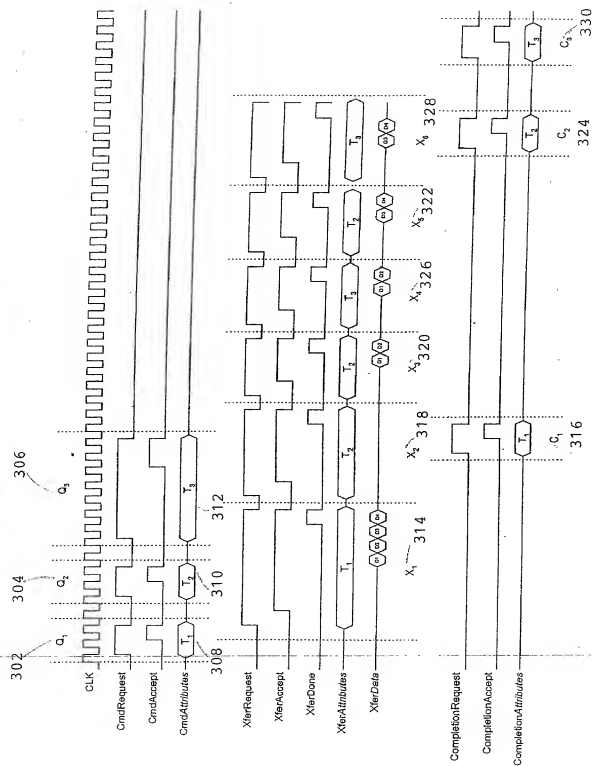 302 304 306
Q₁ Q₂ Q₃
CLK
CmdRequest
CmdAccept
CmdAttributes T₁ T₂ T₃
308 310 312
XferRequest
XferAccept
XferDone
XferAttributes T₁ T₂ T₂ T₃ T₂ T₃
XferData D1 D2 D3 D4 D1 D2 D1 D2 D3 D4 D3 D4
X₁ X₂ X₃ X₄ X₅ X₆
314 318 320 326 322 328
CompletionRequest
CompletionAccept
CompletionAttributes T₁ T₂ T₃
C₁ C₂ C₃
316 324 330